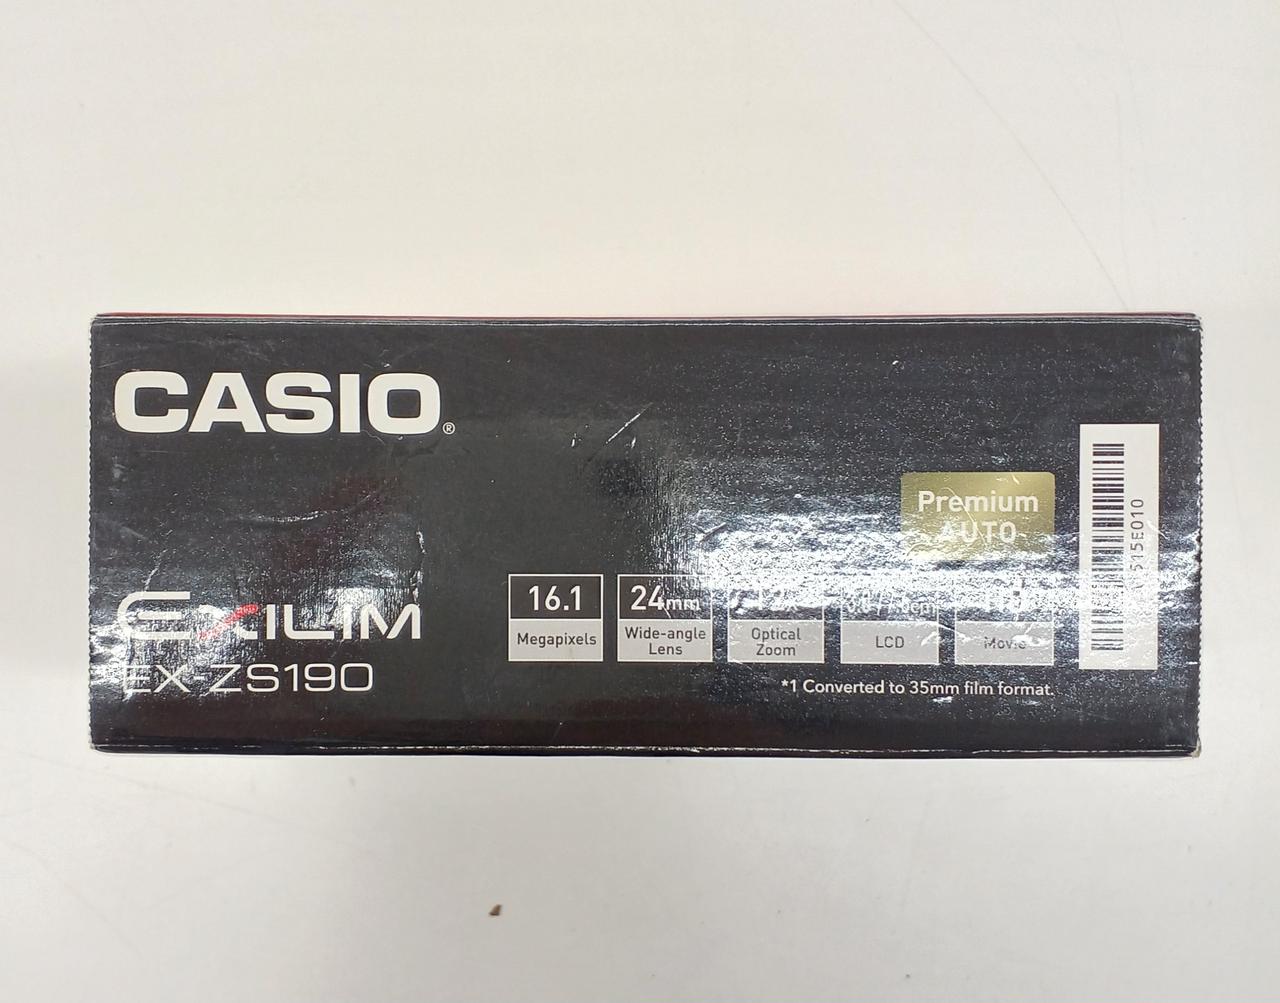 CASIO®
EXILIM
EX-ZS190
Premium
AUTO
16.1
Megapixels
24mm
Wide-angle
Lens
Optical
Zoom
LCD
Movie
*1 Converted to 35mm film format.